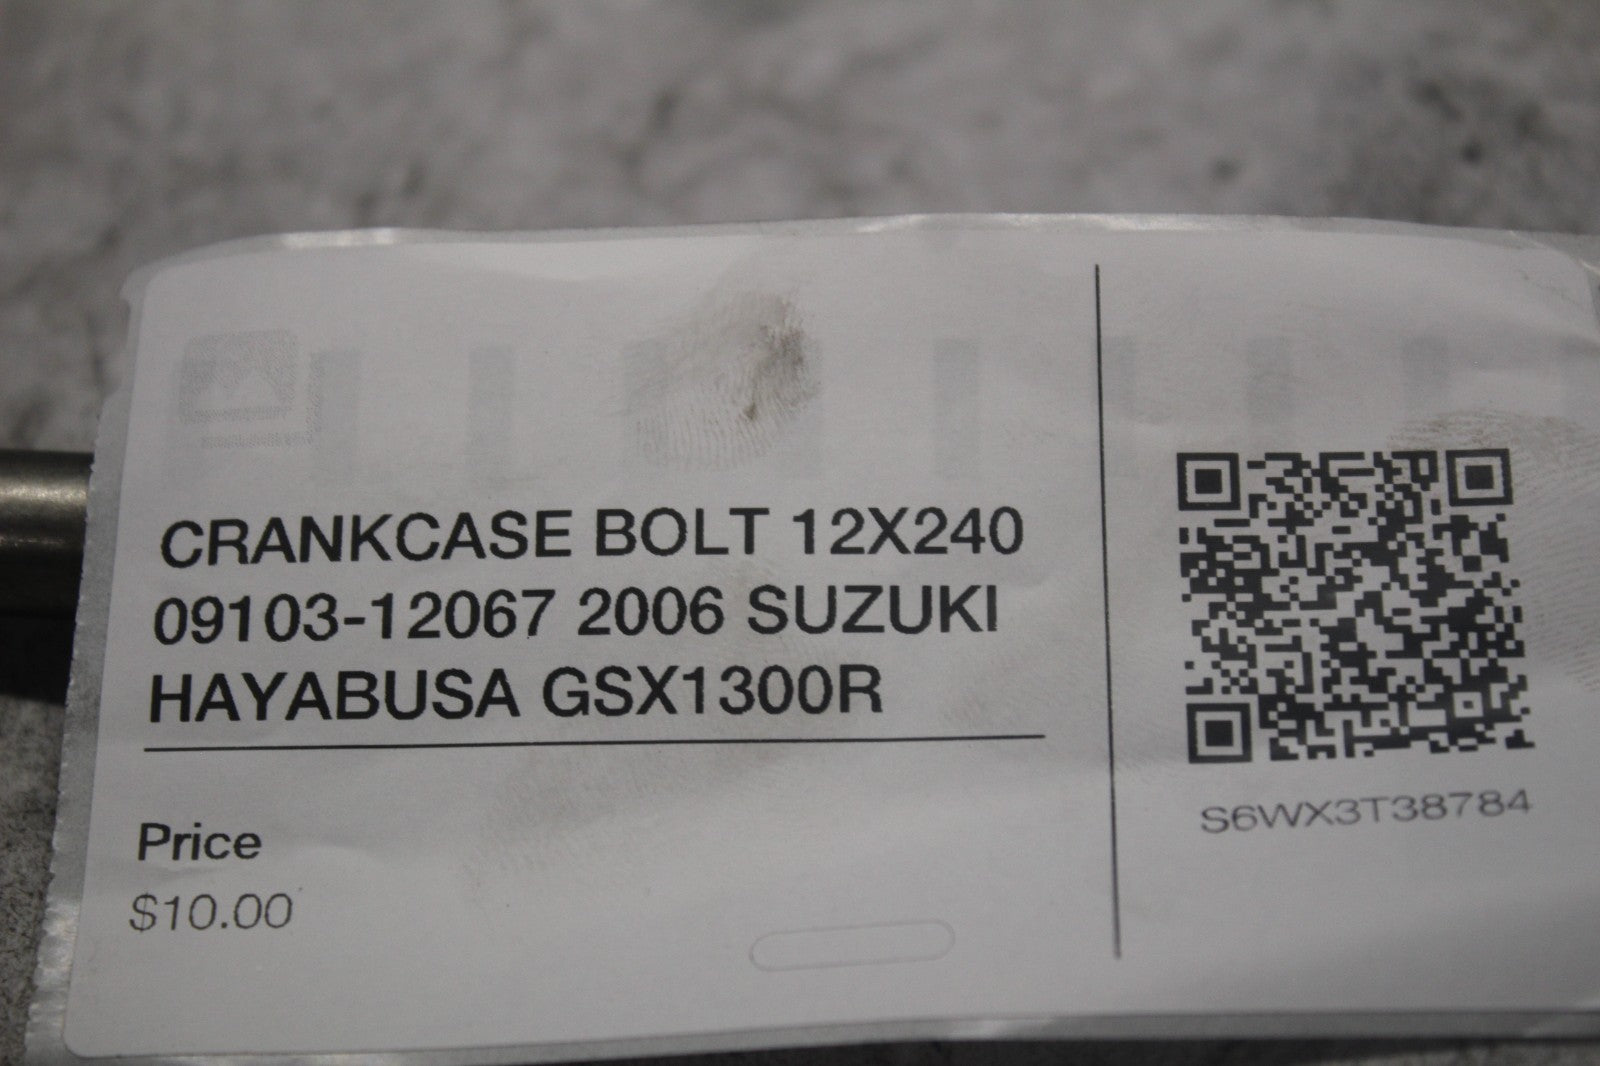 CRANKCASE BOLT 12X240
09103-12067 2006 SUZUKI
HAYABUSA GSX1300R
Price
$10.00
S6WX3T38784